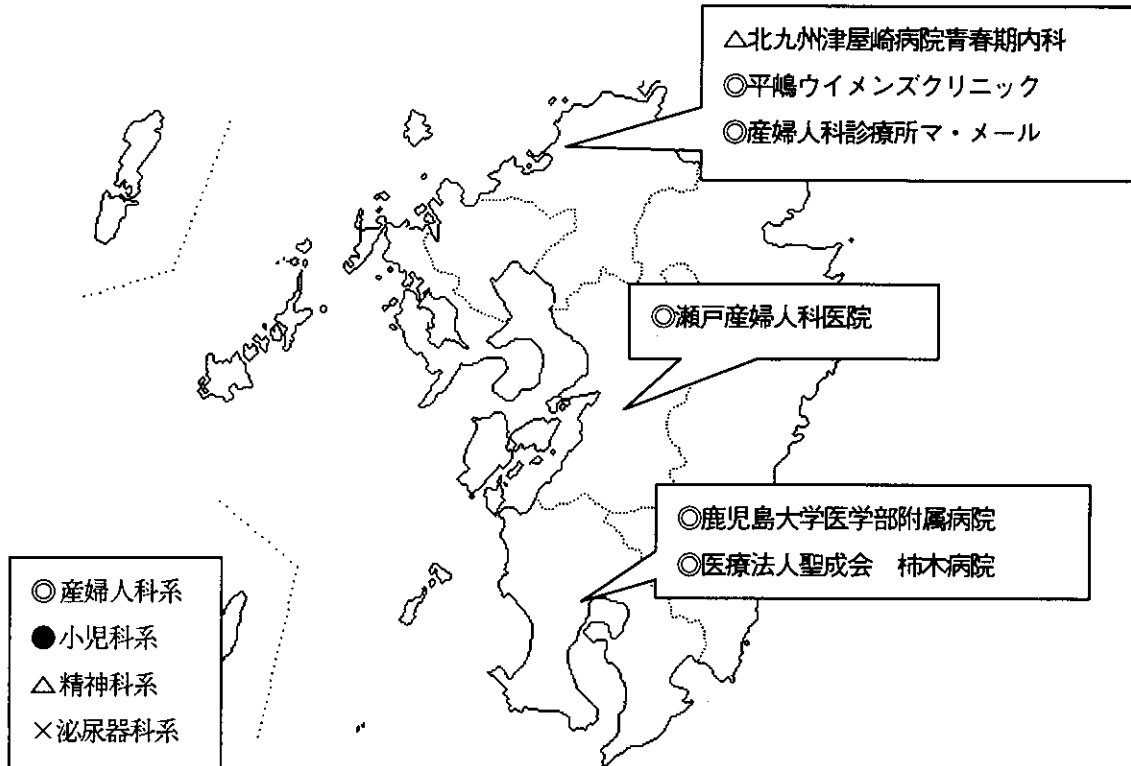 △北九州津屋崎病院青春期内科
◎平嶋ウイメンズクリニック
◎産婦人科診療所マ・メール
◎瀬戸産婦人科医院
◎鹿児島大学医学部附属病院
◎医療法人聖成会　柿木病院
◎産婦人科系
●小児科系
△精神科系
×泌尿器科系